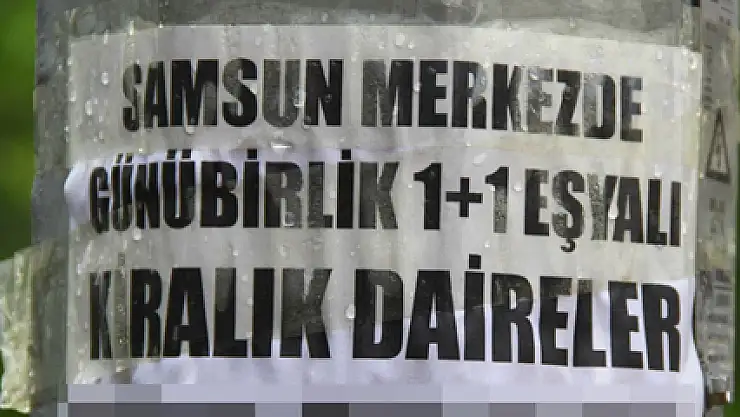 SAMSUN MERKEZDE
GÜNÜBİRLİK 1+1 EŞYALI
KİRALIK DAİRELER